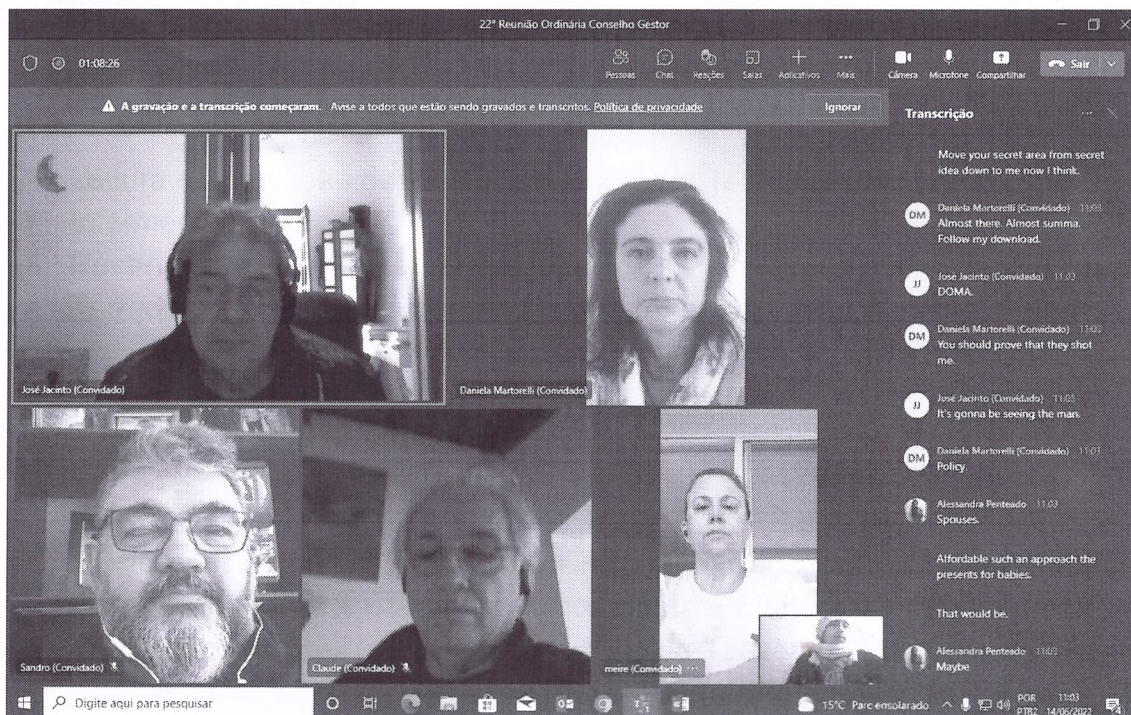 22ª Reunião Ordinária Conselho Gestor
01:08:26
Pessoas Chat Reações Salas Aplicativos Mais Câmera Microfone Compartilhar Sair
A gravação e a transcrição começaram. Avise a todos que estão sendo gravados e transcritos. Política de privacidade Ignorar
José Jacinto (Convidado)
Daniela Martorelli (Convidado)
Sandro (Convidado)
Claude (Convidado)
meire (Convidado) ...
Transcrição ...
Move your secret area from secret
idea down to me now I think.
DM Daniela Martorelli (Convidado) 11:03
Almost there. Almost summa.
Follow my download.
JJ José Jacinto (Convidado) 11:03
DOMA.
DM Daniela Martorelli (Convidado) 11:03
You should prove that they shot
me.
JJ José Jacinto (Convidado) 11:03
It's gonna be seeing the man.
DM Daniela Martorelli (Convidado) 11:03
Policy.
Alessandra Penteado 11:03
Spouses.
Affordable such an approach the
presents for babies.
That would be.
Alessandra Penteado 11:03
Maybe
Digite aqui para pesquisar
15°C Parc ensolarado
POR 11:03
PTB2 14/06/2022